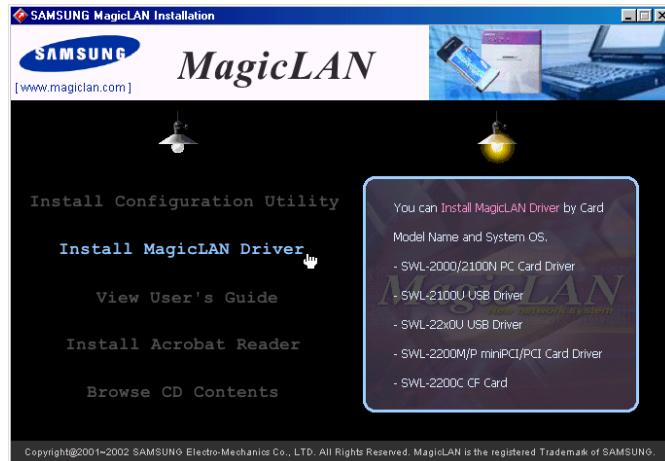 SAMSUNG MagicLAN Installation
SAMSUNG
MagicLAN
[ www.magiclan.com ]
Install Configuration Utility
Install MagicLAN Driver
View User's Guide
Install Acrobat Reader
Browse CD Contents
You can Install MagicLAN Driver by Card
Model Name and System OS.
- SWL-2000/2100N PC Card Driver
- SWL-2100U USB Driver
- SWL-22x0U USB Driver
- SWL-2200M/P miniPCI/PCI Card Driver
- SWL-2200C CF Card
MagicLAN
New network system
Copyright@2001~2002 SAMSUNG Electro-Mechanics Co., LTD. All Rights Reserved. MagicLAN is the registered Trademark of SAMSUNG.